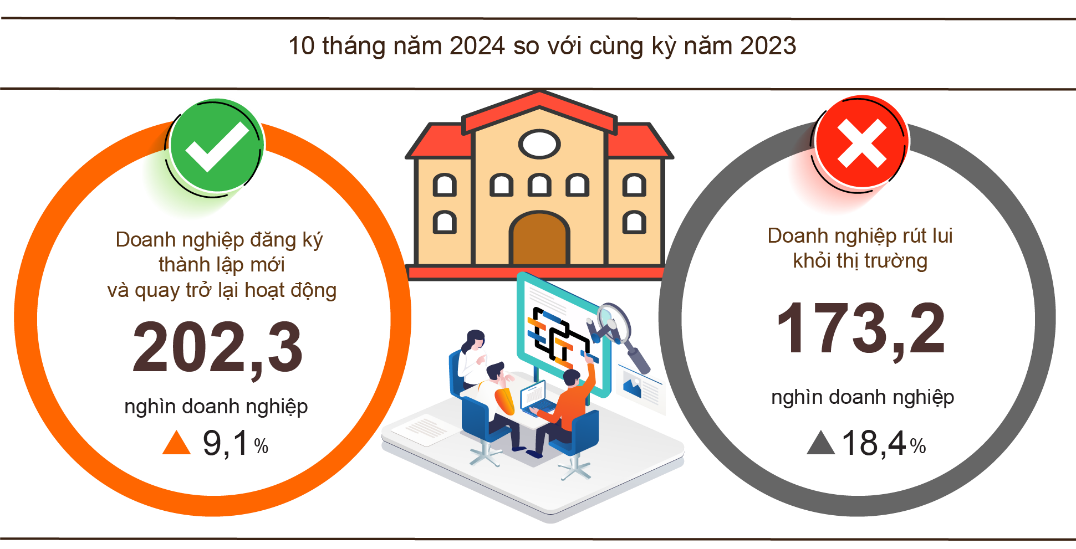 10 tháng năm 2024 so với cùng kỳ năm 2023
Doanh nghiệp đăng ký
thành lập mới
và quay trở lại hoạt động
202,3
nghìn doanh nghiệp
9,1%
Doanh nghiệp rút lui
khỏi thị trường
173,2
nghìn doanh nghiệp
18,4%